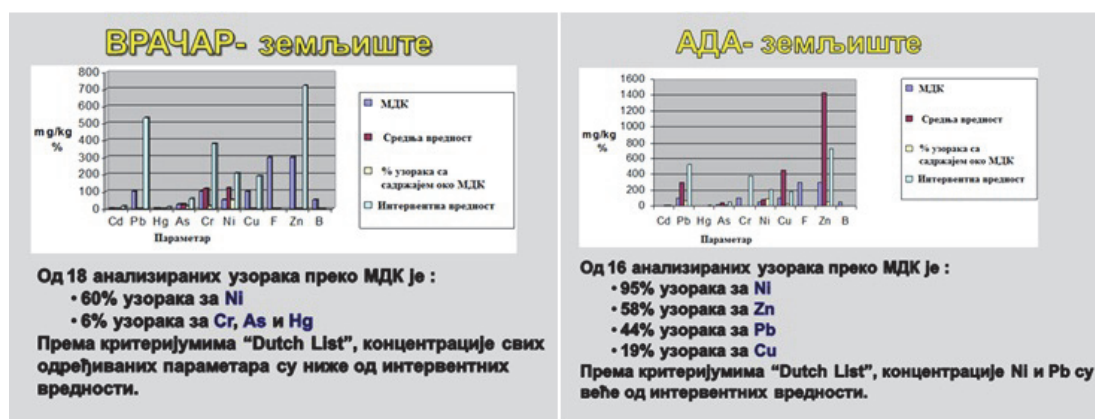 ВРАЧАР- земљиште
800
700
600
500
400
300
200
100
0
mg/kg
%
Cd Pb Hg As Cr Ni Cu F Zn B
Параметар
МДК
Средња вредност
% узорака са
садржајем око МДК
Интервентна вредност
Од 18 анализираних узорака преко МДК је :
• 60% узорака за Ni
• 6% узорака за Cr, As и Hg
Према критеријумима “Dutch List”, концентрације свих
одређиваних параметара су ниже од интервентних
вредности.
АДА- земљиште
1600
1400
1200
1000
800
600
400
200
0
mg/kg
%
Cd Pb Hg As Cr Ni Cu F Zn B
Параметар
МДК
Средња вредност
% узорака са
садржајем око МДК
Интервентна вредност
Од 16 анализираних узорака преко МДК је :
• 95% узорака за Ni
• 58% узорака за Zn
• 44% узорака за Pb
• 19% узорака за Cu
Према критеријумима “Dutch List”, концентрације Ni и Pb су
веће од интервентних вредности.